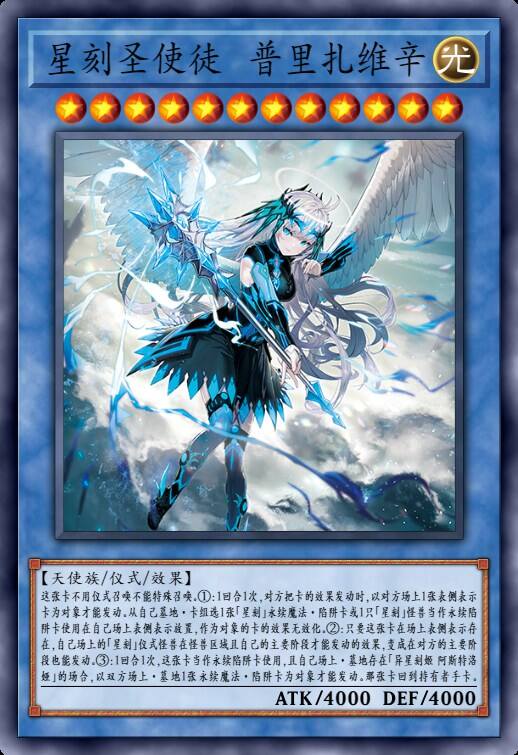 星刻圣使徒 普里扎维辛
光
【天使族/仪式/效果】
这张卡不用仪式召唤不能特殊召唤。①:1回合1次,对方把卡的效果发动时,以对方场上1张表侧表示
卡为对象才能发动。从自己墓地·卡组选1张「星刻」永续魔法·陷阱卡或1只「星刻」怪兽当作永续陷
阱卡使用在自己场上表侧表示放置,作为对象的卡的效果无效化。②:只要这张卡在场上表侧表示存
在,自己场上的「星刻」仪式怪兽在怪兽区域且自己的主要阶段才能发动的效果,变成在对方的主要阶
段也能发动。③:1回合1次,这张卡当作永续陷阱卡使用,且自己场上·墓地存在「异星刻姬 阿斯特洛
娅」的场合,以双方场上·墓地1张永续魔法·陷阱卡为对象才能发动。那张卡回到持有者手卡。
ATK/4000 DEF/4000